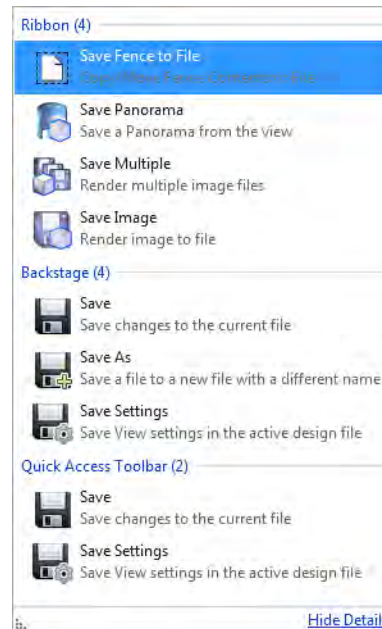 Ribbon (4)
Save Fence to File
Save Panorama
Save a Panorama from the view
Save Multiple
Render multiple image files
Save Image
Render image to file
Backstage (4)
Save
Save changes to the current file
Save As
Save a file to a new file with a different name
Save Settings
Save View settings in the active design file
Quick Access Toolbar (2)
Save
Save changes to the current file
Save Settings
Save View settings in the active design file
Hide Detail